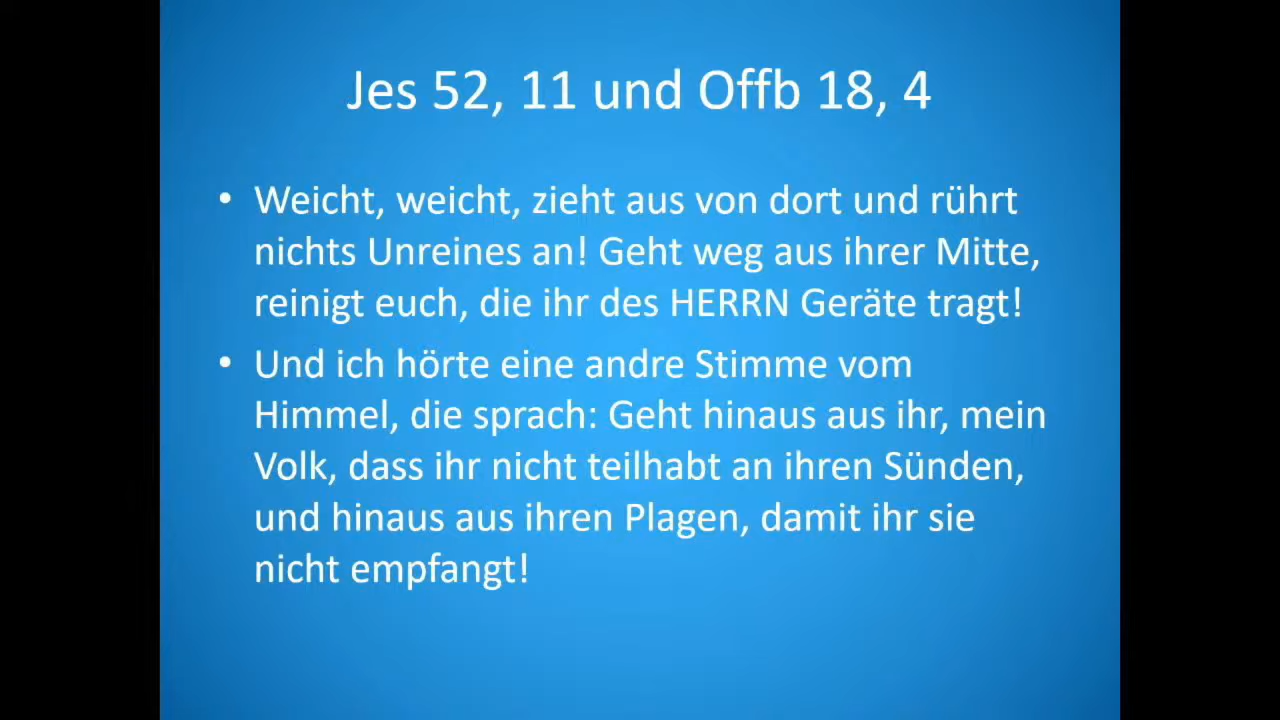 Jes 52, 11 und Offb 18, 4
• Weicht, weicht, zieht aus von dort und rührt
nichts Unreines an! Geht weg aus ihrer Mitte,
reinigt euch, die ihr des HERRN Geräte tragt!
• Und ich hörte eine andre Stimme vom
Himmel, die sprach: Geht hinaus aus ihr, mein
Volk, dass ihr nicht teilhabt an ihren Sünden,
und hinaus aus ihren Plagen, damit ihr sie
nicht empfangt!